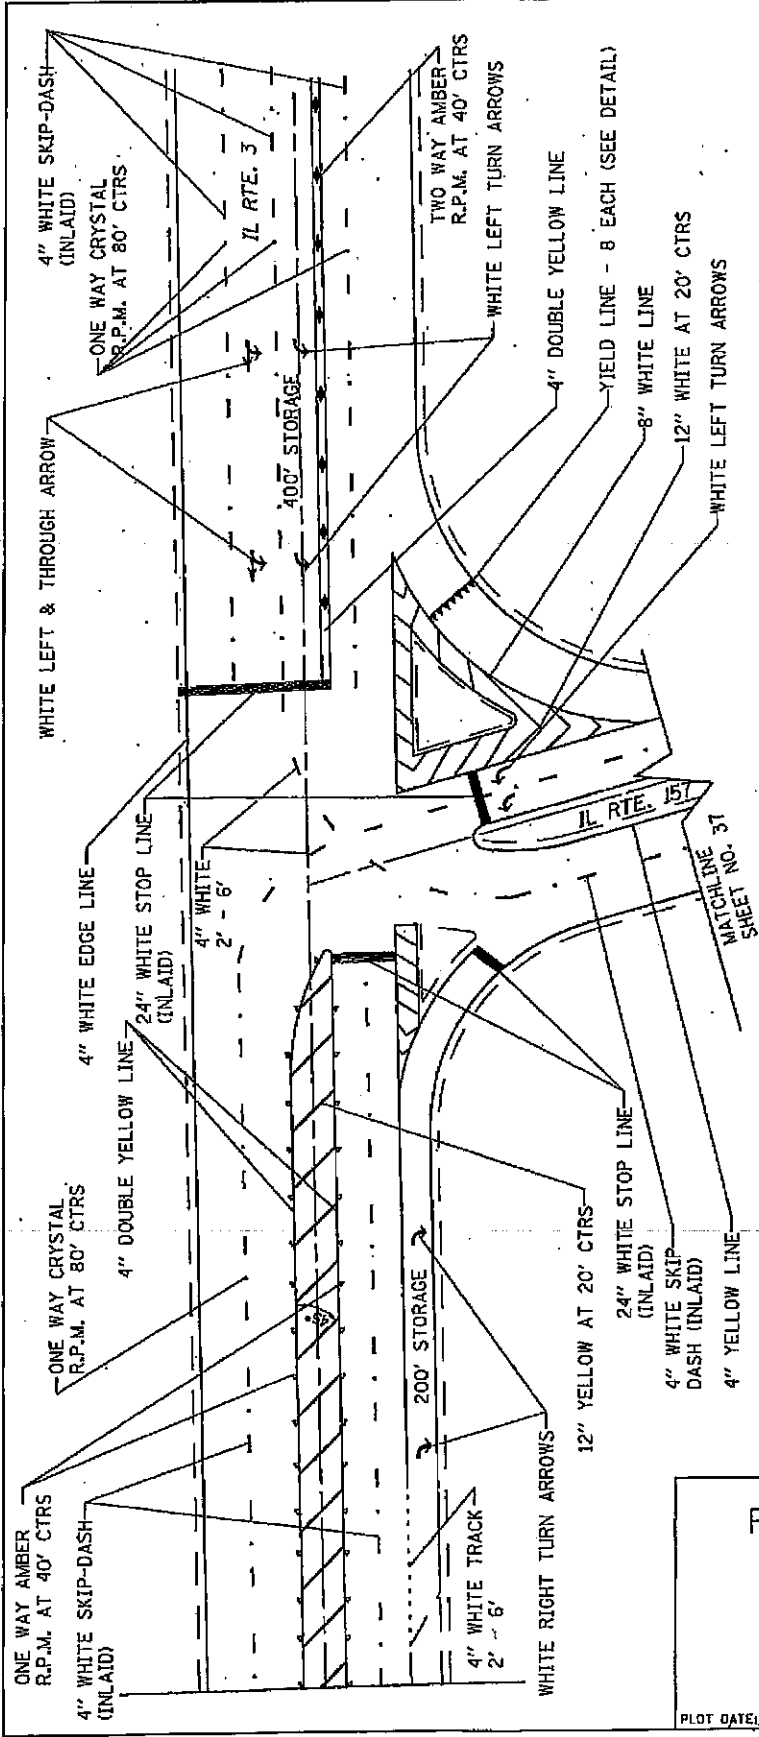 ONE WAY AMBER
R.P.M. AT 40' CTRS
4" WHITE SKIP-DASH
(INLAID)
ONE WAY CRYSTAL
R.P.M. AT 80' CTRS
4" DOUBLE YELLOW LINE
4" WHITE EDGE LINE
24" WHITE STOP LINE
(INLAID)
4" WHITE
2' - 6'
WHITE LEFT & THROUGH ARROW
ONE WAY CRYSTAL
R.P.M. AT 80' CTRS
4" WHITE SKIP-DASH
(INLAID)
IL RTE. 3
400' STORAGE
45°
200' STORAGE
4" WHITE TRACK
2' - 6'
WHITE RIGHT TURN ARROWS
12" YELLOW AT 20' CTRS
24" WHITE STOP LINE
(INLAID)
4" WHITE SKIP
DASH (INLAID)
4" YELLOW LINE
MATCHLINE
SHEET NO. 37
IL RTE. 157
TWO WAY AMBER
R.P.M. AT 40' CTRS
WHITE LEFT TURN ARROWS
4" DOUBLE YELLOW LINE
YIELD LINE - 8 EACH (SEE DETAIL)
8" WHITE LINE
12" WHITE AT 20' CTRS
WHITE LEFT TURN ARROWS
PLOT DATE: